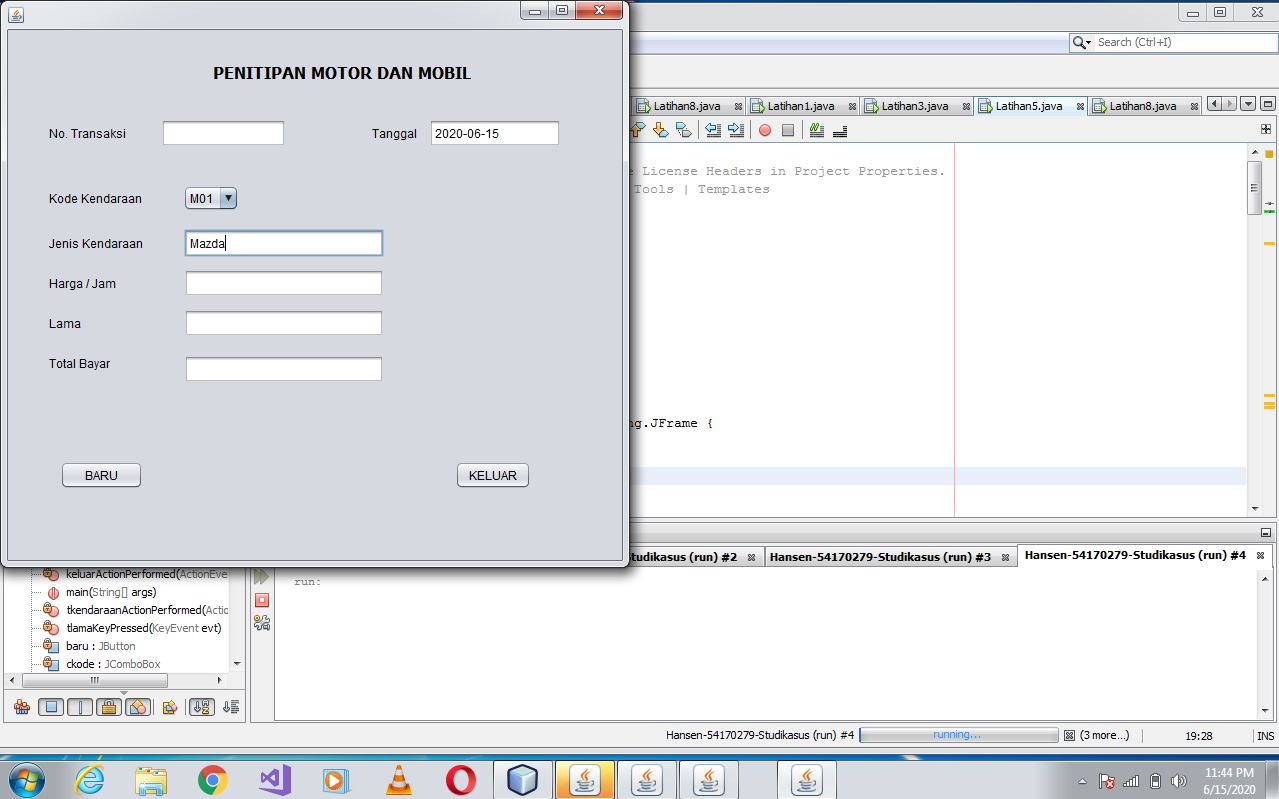 PENITIPAN MOTOR DAN MOBIL
No. Transaksi
Tanggal 2020-06-15
Kode Kendaraan M01
Jenis Kendaraan Mazda
Harga / Jam
Lama
Total Bayar
BARU KELUAR
Search (Ctrl+I)
Latihan8.java Latihan1.java Latihan3.java Latihan5.java Latihan8.java
License Headers in Project Properties.
Tools | Templates
ng.JFrame {
tudikasus (run) #2 Hansen-54170279-Studikasus (run) #3 Hansen-54170279-Studikasus (run) #4
run:
keluarActionPerformed(ActionEve
main(String[] args)
tkendaraanActionPerformed(Actic
tlamaKeyPressed(KeyEvent evt)
baru : JButton
ckode : JComboBox
Hansen-54170279-Studikasus (run) #4 running... (3 more...) 19:28 INS
11:44 PM
6/15/2020